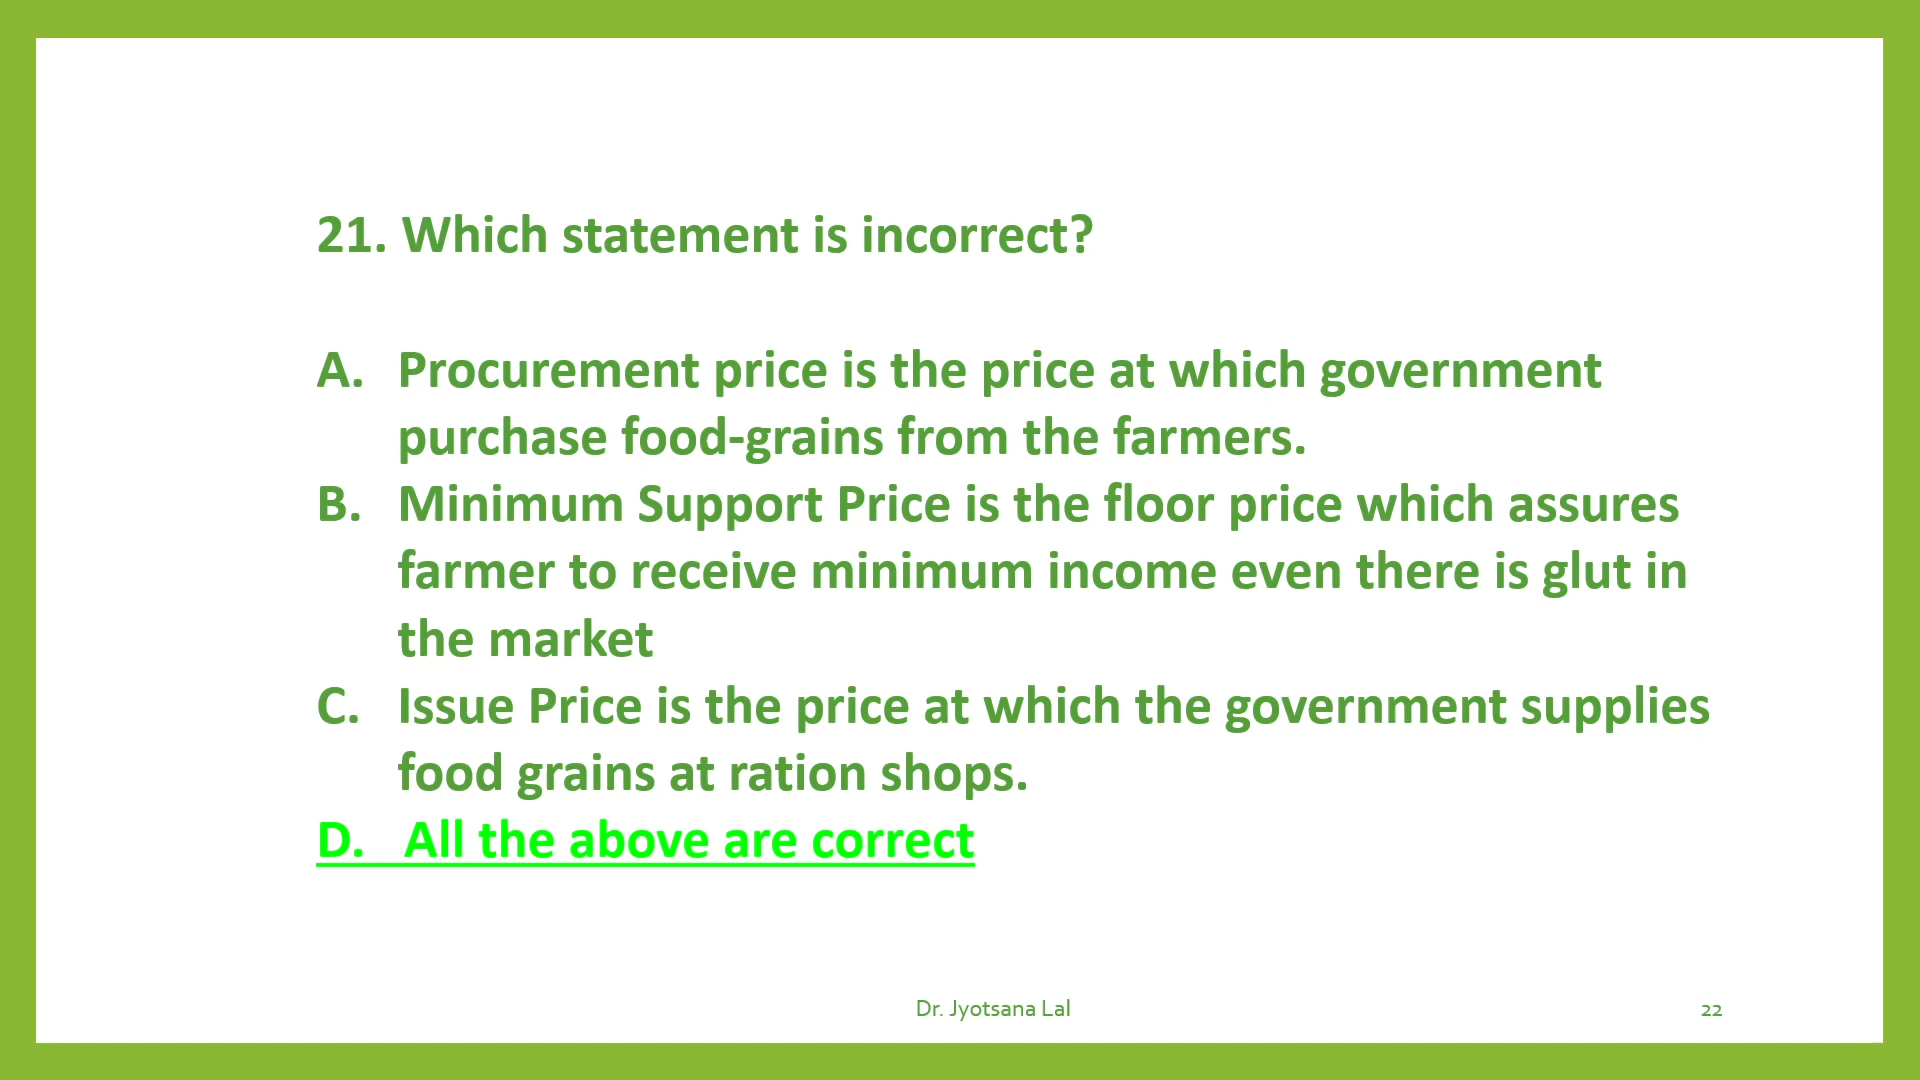 21. Which statement is incorrect?
A. Procurement price is the price at which government
purchase food-grains from the farmers.
B. Minimum Support Price is the floor price which assures
farmer to receive minimum income even there is glut in
the market
C. Issue Price is the price at which the government supplies
food grains at ration shops.
D. All the above are correct
Dr. Jyotsana Lal 22